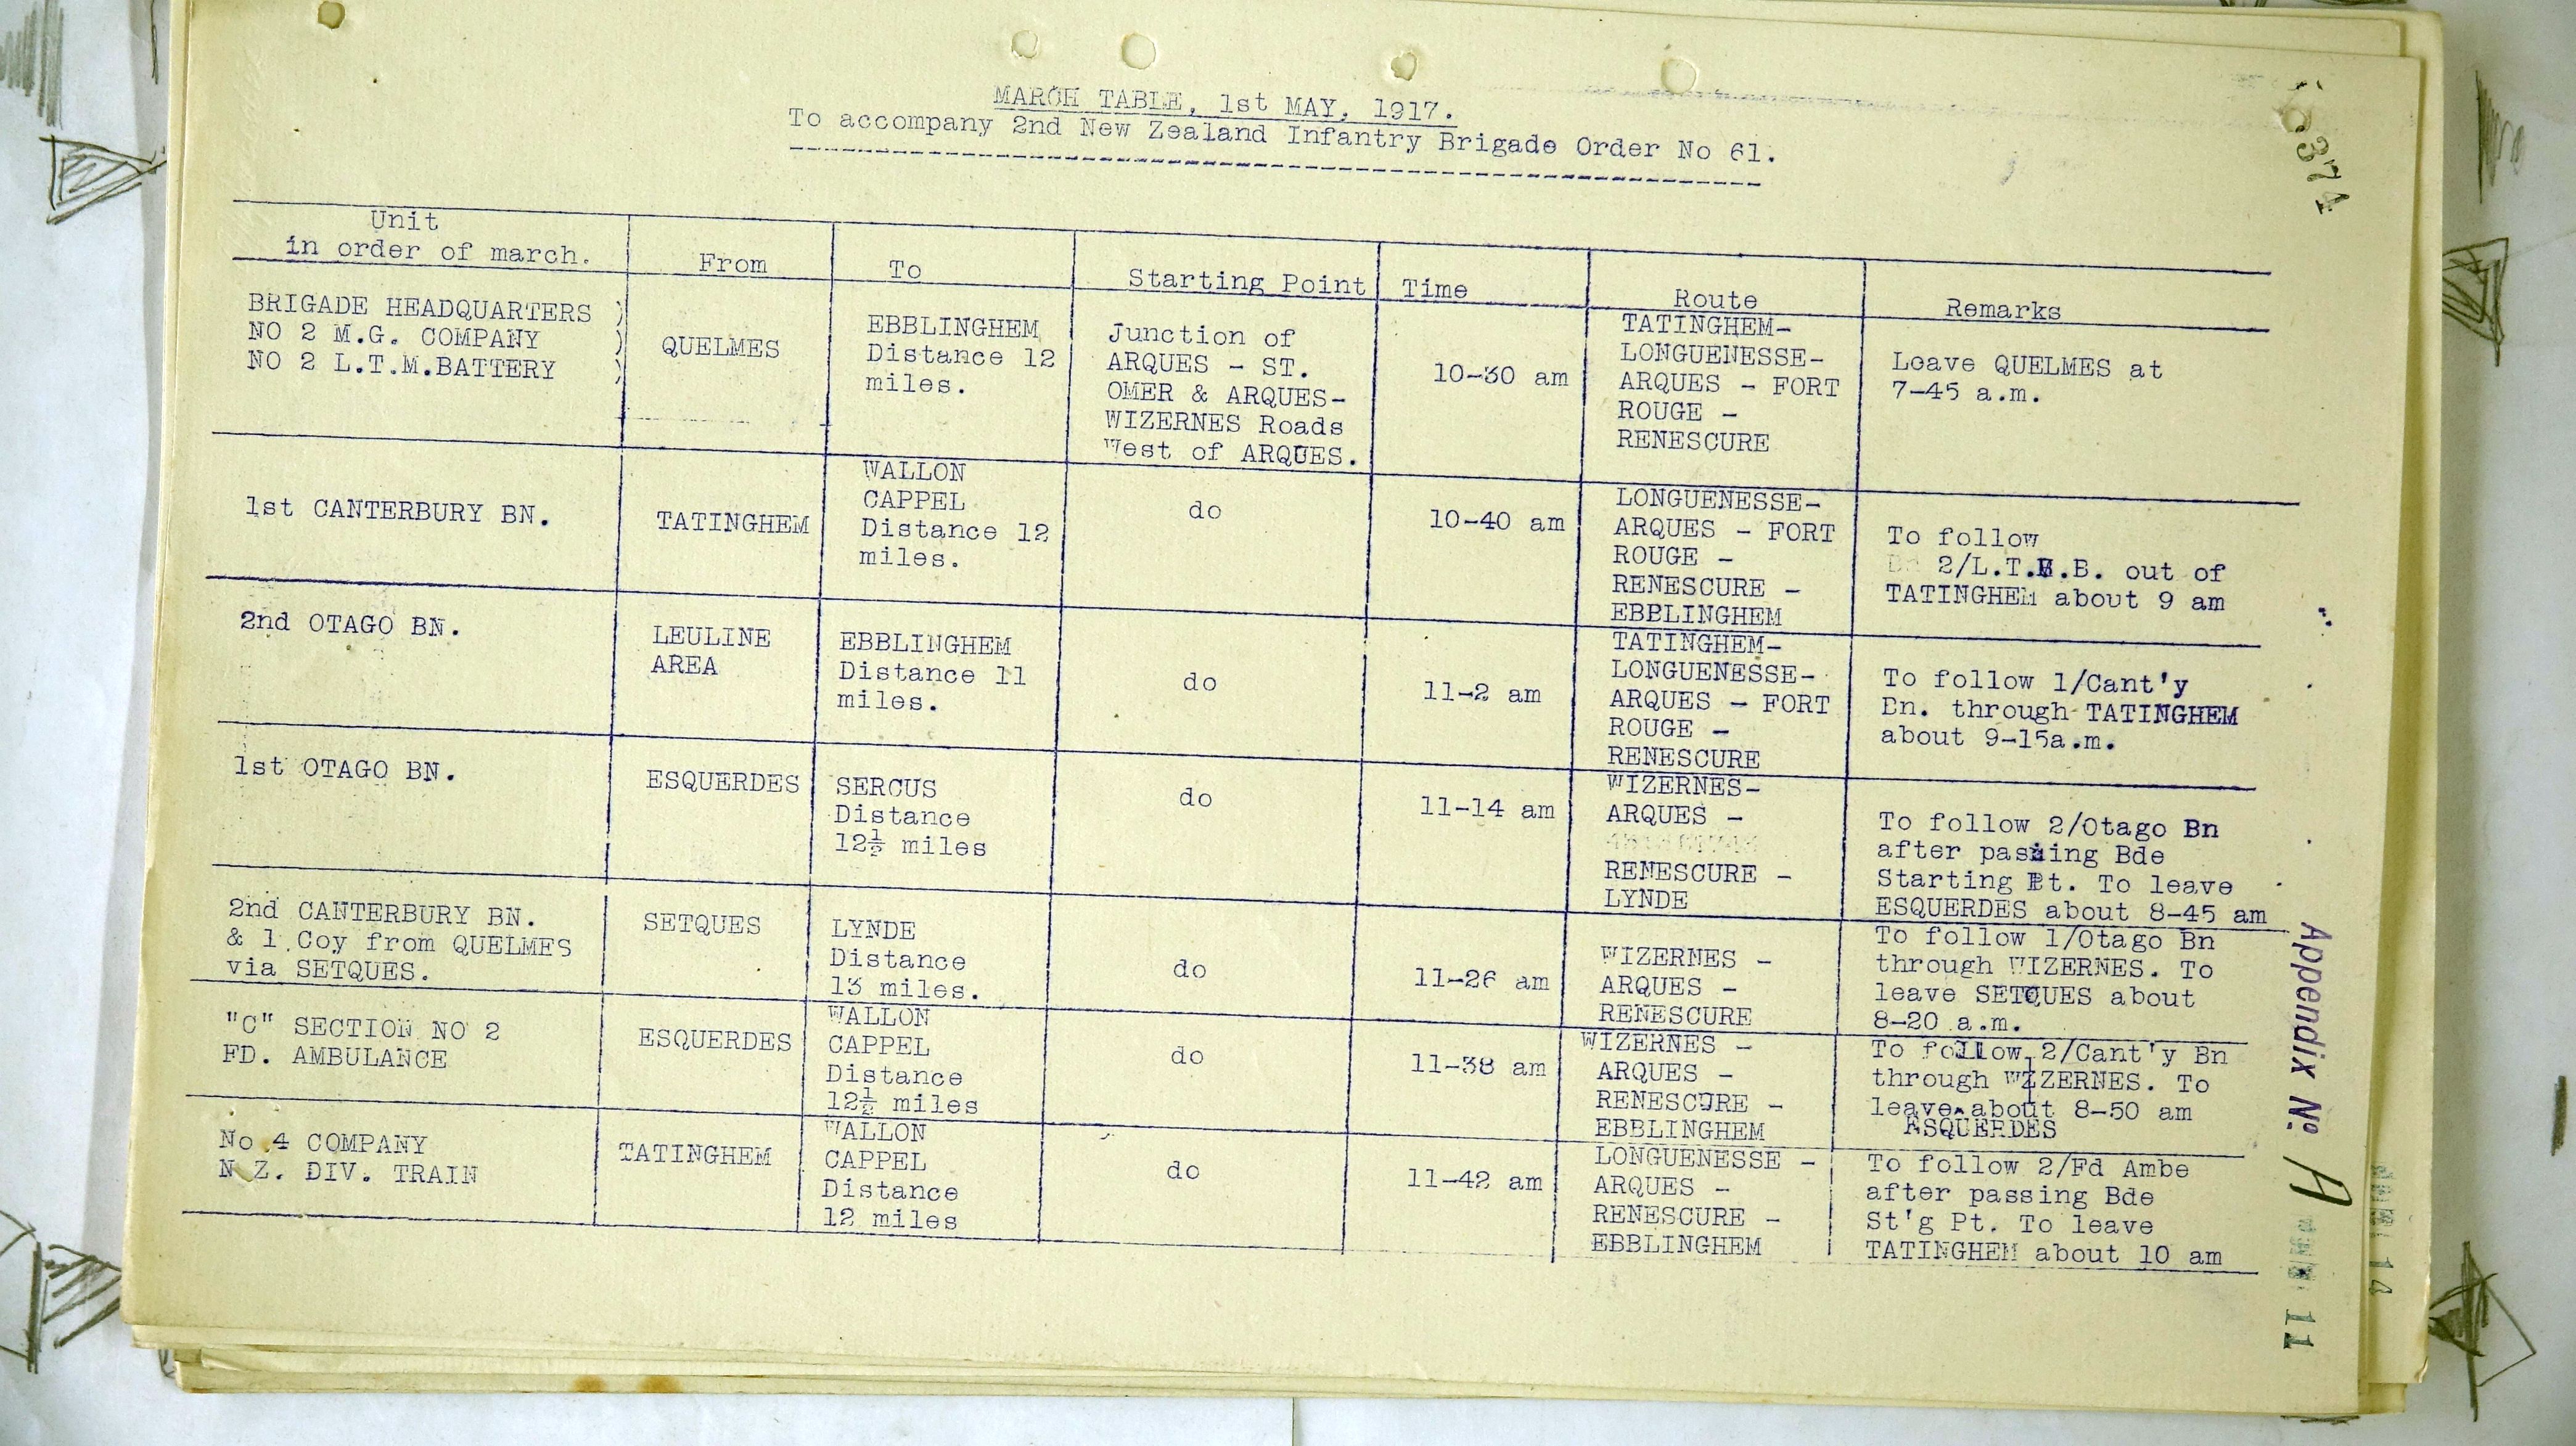 MARCH TABLE, 1st MAY, 1917.
To accompany 2nd New Zealand Infantry Brigade Order No 61.
374
Unit
in order of march.
From
To
Starting Point
Time
Route
Remarks
BRIGADE HEADQUARTERS )
NO 2 M.G. COMPANY )
NO 2 L.T.M.BATTERY )
QUELMES
EBBLINGHEM
Distance 12
miles.
Junction of
ARQUES - ST.
OMER & ARQUES-
WIZERNES Roads
West of ARQUES.
10-30 am
TATINGHEM-
LONGUENESSE-
ARQUES - FORT
ROUGE -
RENESCURE
Leave QUELMES at
7-45 a.m.
1st CANTERBURY BN.
TATINGHEM
WALLON
CAPPEL
Distance 12
miles.
do
10-40 am
LONGUENESSE-
ARQUES - FORT
ROUGE -
RENESCURE -
EBBLINGHEM
To follow
2/L.T.M.B. out of
TATINGHEM about 9 am
2nd OTAGO BN.
LEULINE
AREA
EBBLINGHEM
Distance 11
miles.
do
11-2 am
TATINGHEM-
LONGUENESSE-
ARQUES - FORT
ROUGE -
RENESCURE
To follow 1/Cant'y
Bn. through TATINGHEM
about 9-15a.m.
1st OTAGO BN.
ESQUERDES
SERCUS
Distance
12½ miles
do
11-14 am
WIZERNES-
ARQUES -
RENESCURE -
LYNDE
To follow 2/Otago Bn
after passing Bde
Starting Pt. To leave
ESQUERDES about 8-45 am
2nd CANTERBURY BN.
& 1 Coy from QUELMES
via SETQUES.
SETQUES
LYNDE
Distance
13 miles.
do
11-26 am
WIZERNES -
ARQUES -
RENESCURE
To follow 1/Otago Bn
through WIZERNES. To
leave SETQUES about
8-20 a.m.
"C" SECTION NO 2
FD. AMBULANCE
ESQUERDES
WALLON
CAPPEL
Distance
12½ miles
do
11-38 am
WIZERNES -
ARQUES -
RENESCURE -
EBBLINGHEM
To follow 2/Cant'y Bn
through WIZERNES. To
leave about 8-50 am
ESQUERDES
No 4 COMPANY
N.Z. DIV. TRAIN
TATINGHEM
WALLON
CAPPEL
Distance
12 miles
do
11-42 am
LONGUENESSE -
ARQUES -
RENESCURE -
EBBLINGHEM
To follow 2/Fd Ambe
after passing Bde
St'g Pt. To leave
TATINGHEM about 10 am
Appendix No. A
11
14